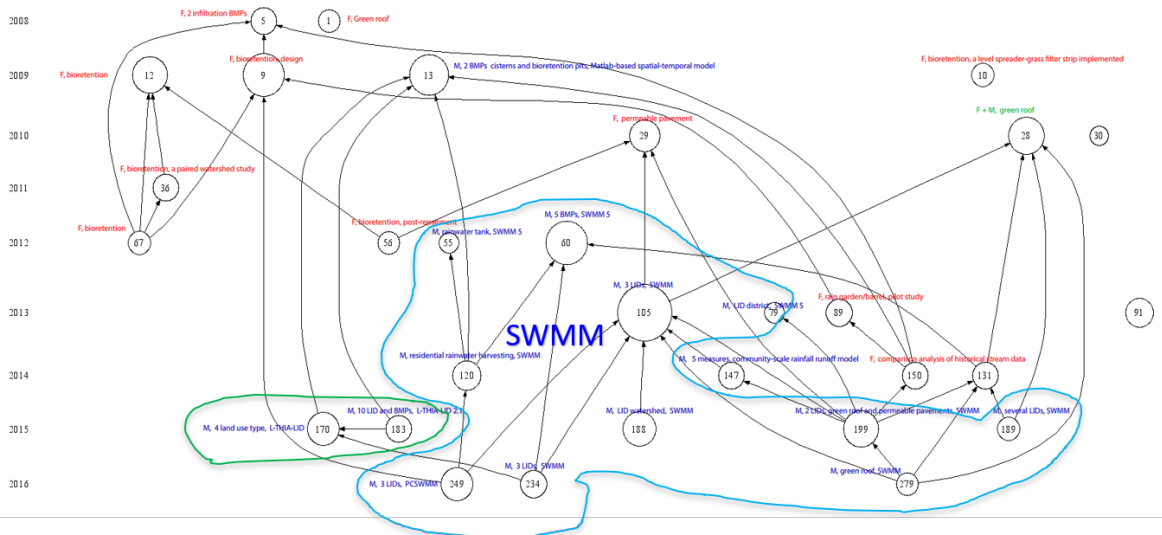 2008
F, 2 infiltration BMPs
5
1
F, Green roof
2009
F, bioretention
12
F, bioretention, design
9
13
M, 2 BMPs cisterns and bioretention pits, Matlab-based spatial-temporal model
F, bioretention, a level spreader-grass filter strip implemented
10
F + M, green roof
2010
F, permeable pavement
29
28
30
2011
F, bioretention, a paired watershed study
36
2012
F, bioretention
67
F, bioretention, post-repairment
56
M, rainwater tank, SWMM 5
55
M, 5 BMPs, SWMM 5
60
2013
M, 3 LIDs, SWMM
105
M, LID district, SWMM 5
79
F, rain garden/barrel, pilot study
89
91
SWMM
2014
M, residential rainwater harvesting, SWMM
120
M, 5 measures, community-scale rainfall runoff model
147
F, comparison analysis of historical stream data
150
131
2015
M, 4 land use type, L-THIA-LID
170
M, 10 LID and BMPs, L-THIA-LID 2.1
183
M, LID watershed, SWMM
188
M, 2 LIDs, green roof and permeable pavements, SWMM
199
M, several LIDs, SWMM
189
2016
M, 3 LIDs, PCSWMM
249
M, 3 LIDs, SWMM
234
M, green roof, SWMM
279